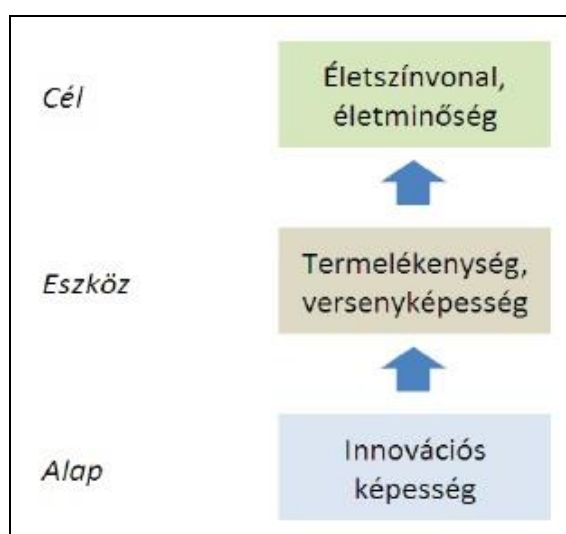 Cél
Életszínvonal,
életminőség
Eszköz
Termelékenység,
versenyképesség
Alap
Innovációs
képesség